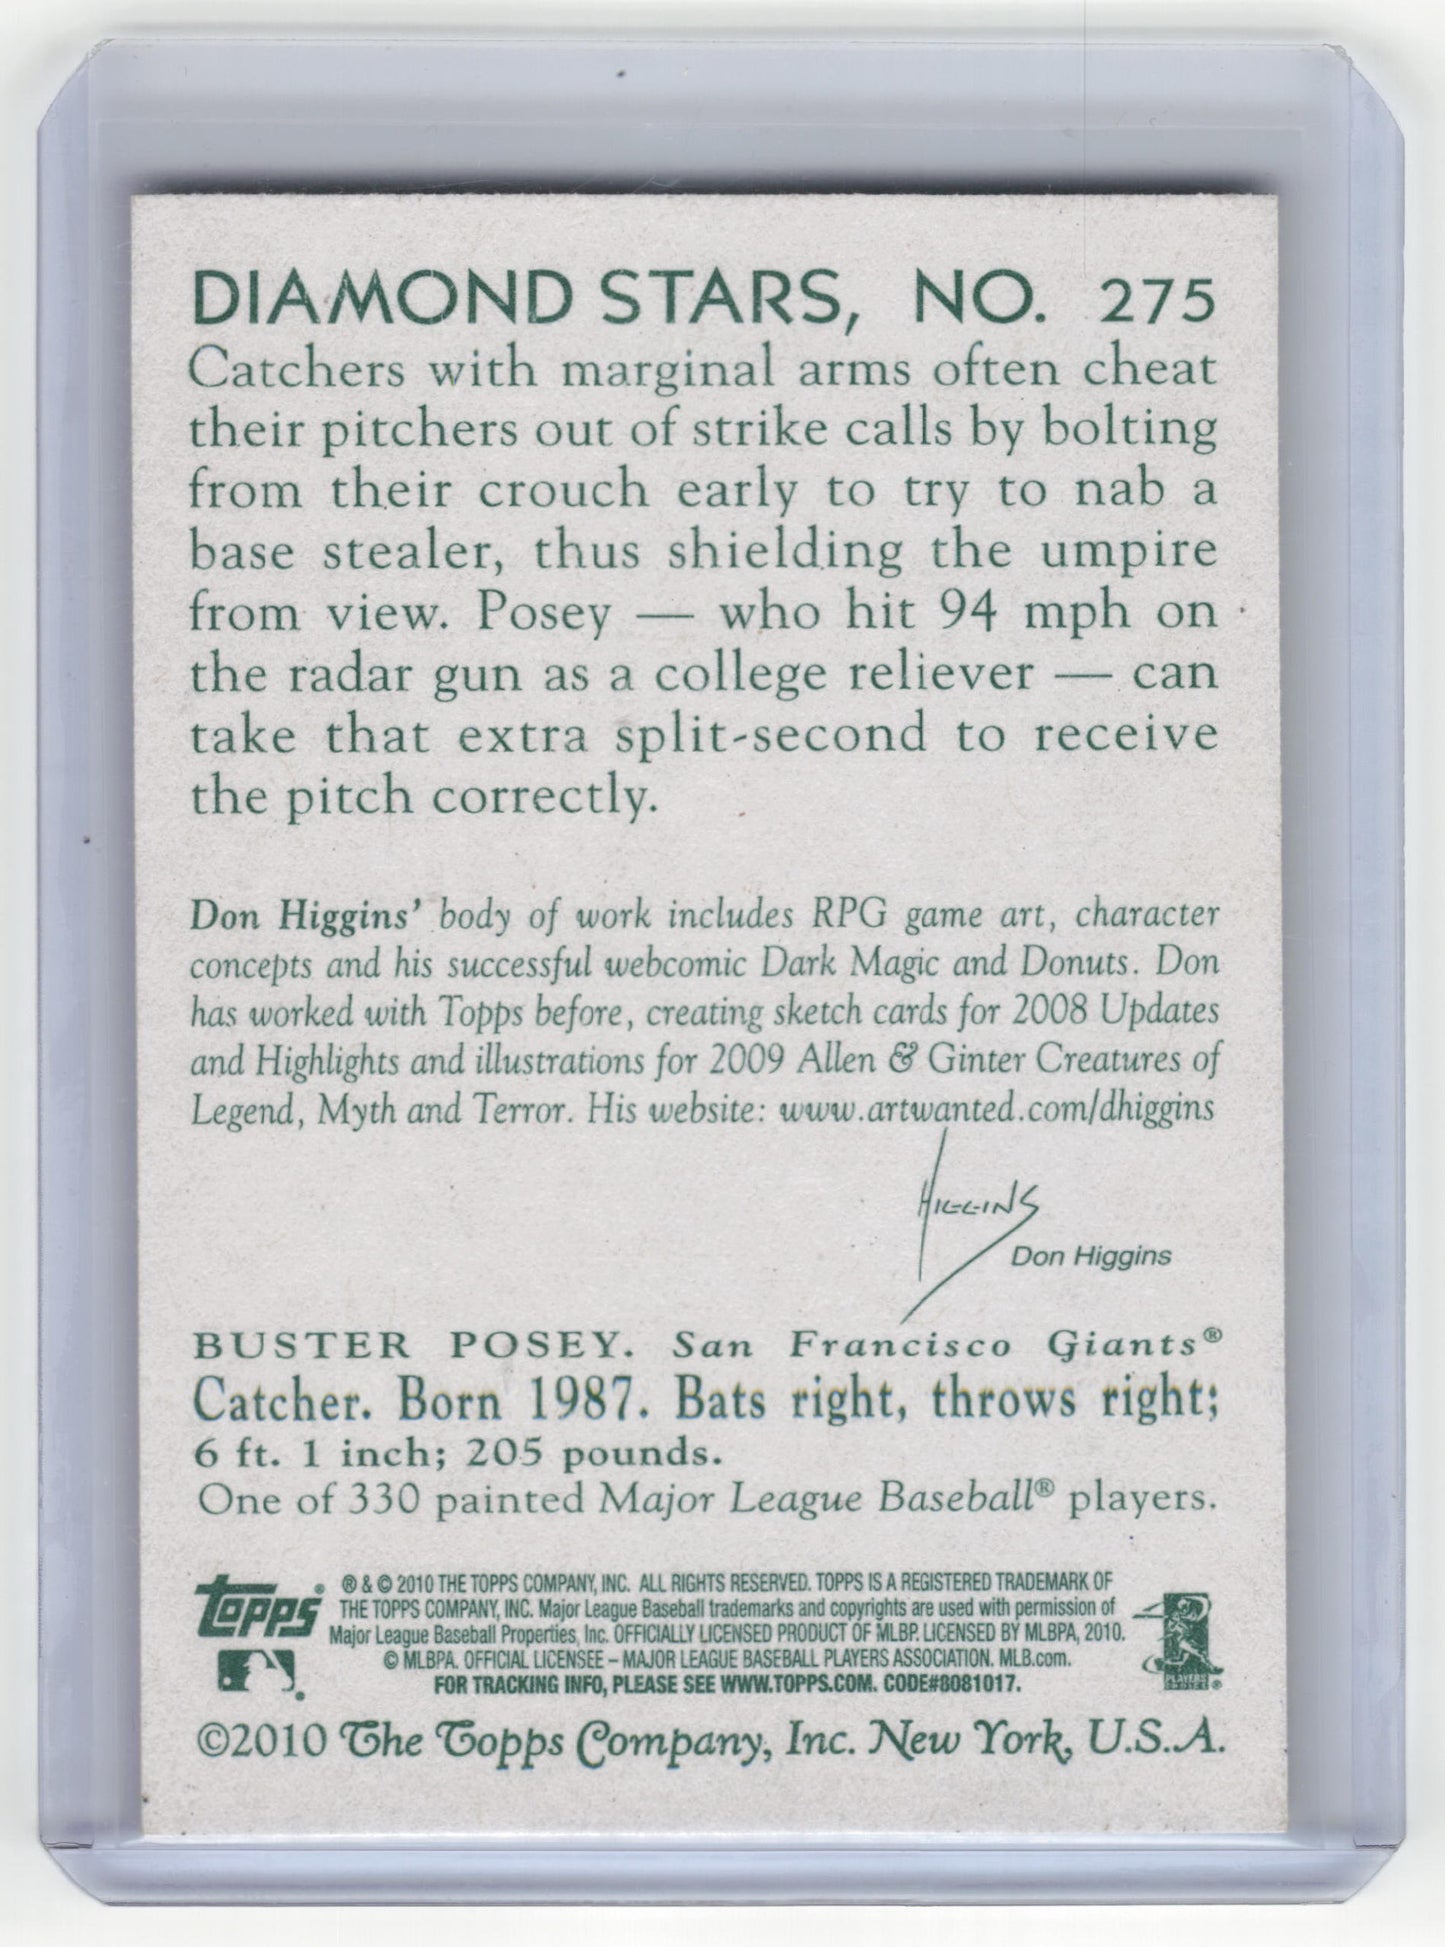 DIAMOND STARS, NO. 275
Catchers with marginal arms often cheat
their pitchers out of strike calls by bolting
from their crouch early to try to nab a
base stealer, thus shielding the umpire
from view. Posey — who hit 94 mph on
the radar gun as a college reliever — can
take that extra split-second to receive
the pitch correctly.
Don Higgins' body of work includes RPG game art, character
concepts and his successful webcomic Dark Magic and Donuts. Don
has worked with Topps before, creating sketch cards for 2008 Updates
and Highlights and illustrations for 2009 Allen & Ginter Creatures of
Legend, Myth and Terror. His website: www.artwanted.com/dhiggins
HIGGINS
Don Higgins
BUSTER POSEY. San Francisco Giants®
Catcher. Born 1987. Bats right, throws right;
6 ft. 1 inch; 205 pounds.
One of 330 painted Major League Baseball® players.
Topps®
® & © 2010 THE TOPPS COMPANY, INC. ALL RIGHTS RESERVED. TOPPS IS A REGISTERED TRADEMARK OF
THE TOPPS COMPANY, INC. Major League Baseball trademarks and copyrights are used with permission of
Major League Baseball Properties, Inc. OFFICIALLY LICENSED PRODUCT OF MLBP. LICENSED BY MLBPA, 2010.
© MLBPA. OFFICIAL LICENSEE – MAJOR LEAGUE BASEBALL PLAYERS ASSOCIATION. MLB.com.
FOR TRACKING INFO, PLEASE SEE WWW.TOPPS.COM. CODE#8081017.
PLAYERS
CHOICE®
©2010 The Topps Company, Inc. New York, U.S.A.